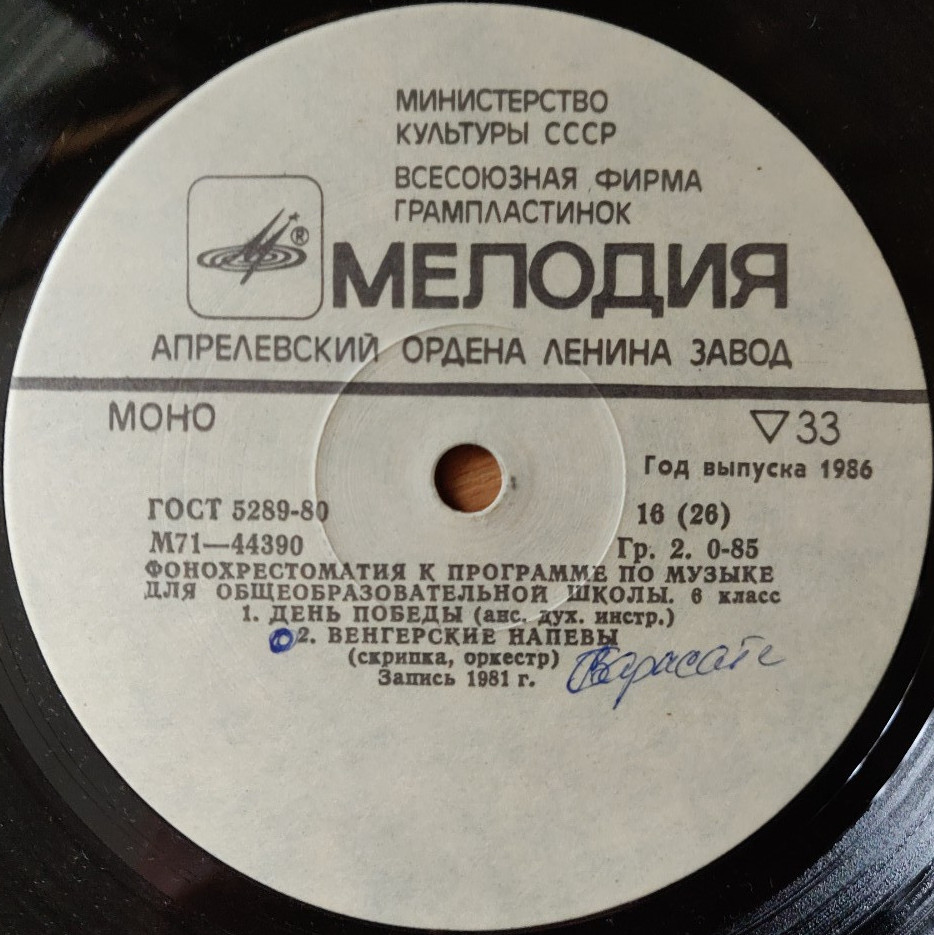 МИНИСТЕРСТВО
КУЛЬТУРЫ СССР
ВСЕСОЮЗНАЯ ФИРМА
ГРАМПЛАСТИНОК
®
МЕЛОДИЯ
АПРЕЛЕВСКИЙ ОРДЕНА ЛЕНИНА ЗАВОД
МОНО
▽33
Год выпуска 1986
ГОСТ 5289-80
16 (26)
М71—44390
Гр. 2. 0-85
ФОНОХРЕСТОМАТИЯ К ПРОГРАММЕ ПО МУЗЫКЕ
ДЛЯ ОБЩЕОБРАЗОВАТЕЛЬНОЙ ШКОЛЫ. 6 класс
1. ДЕНЬ ПОБЕДЫ (анс. дух. инстр.)
2. ВЕНГЕРСКИЕ НАПЕВЫ
(скрипка, оркестр)
Запись 1981 г.